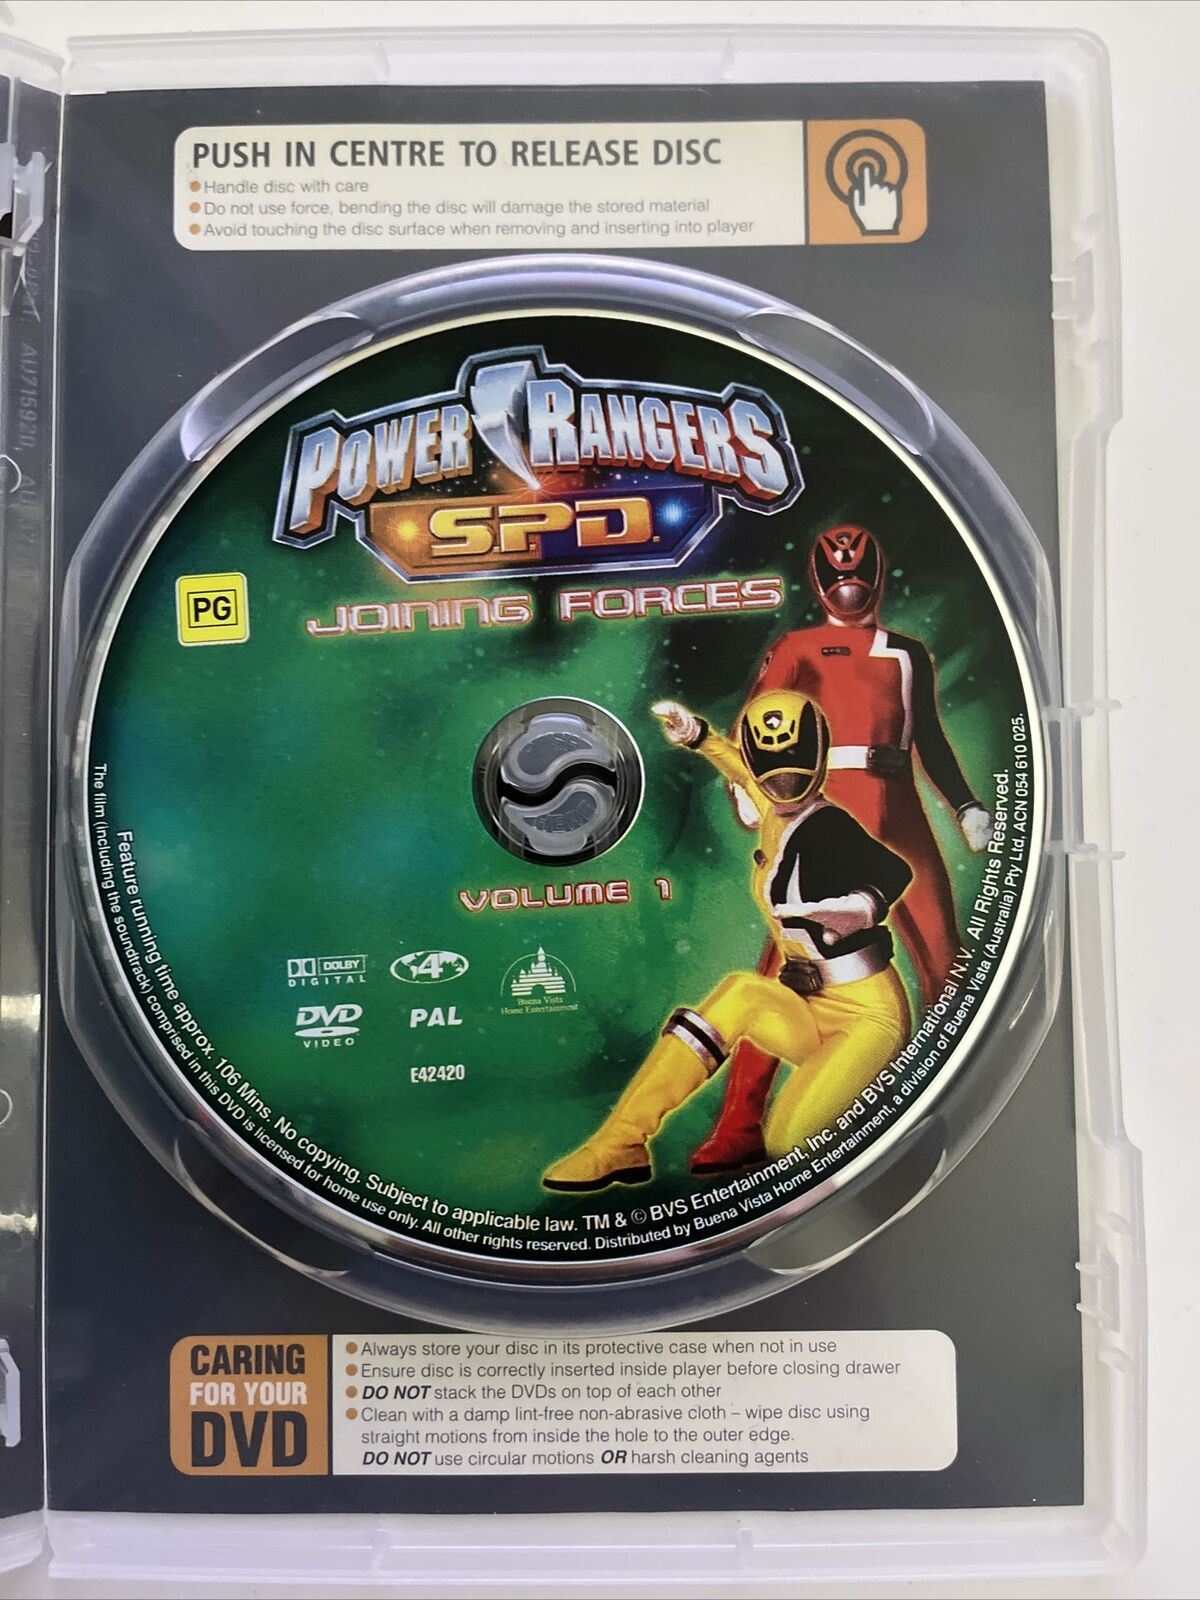 PUSH IN CENTRE TO RELEASE DISC
Handle disc with care
Do not use force, bending the disc will damage the stored material
Avoid touching the disc surface when removing and inserting into player
POWER RANGERS
S.P.D.
JOINING FORCES
PG
VOLUME 1
DOLBY
DIGITAL
4
Buena Vista
Home Entertainment
DVD
VIDEO
PAL
E42420
Feature running time approx. 106 Mins. No copying. Subject to applicable law. TM & © BVS Entertainment, Inc. and BVS International N.V. All Rights Reserved.
The film (including the soundtrack) comprised in this DVD is licensed for home use only. All other rights reserved. Distributed by Buena Vista Home Entertainment, a division of Buena Vista (Australia) Pty Ltd, ACN 054 610 025.
CARING
FOR YOUR
DVD
Always store your disc in its protective case when not in use
Ensure disc is correctly inserted inside player before closing drawer
DO NOT stack the DVDs on top of each other
Clean with a damp lint-free non-abrasive cloth – wipe disc using
straight motions from inside the hole to the outer edge.
DO NOT use circular motions OR harsh cleaning agents